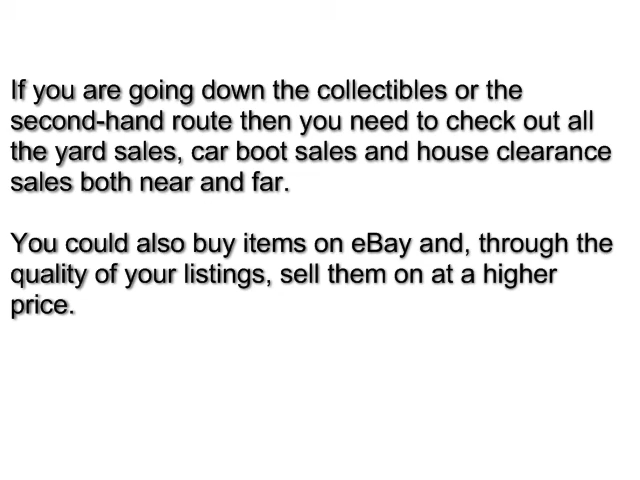 If you are going down the collectibles or the
second-hand route then you need to check out all
the yard sales, car boot sales and house clearance
sales both near and far.
You could also buy items on eBay and, through the
quality of your listings, sell them on at a higher
price.